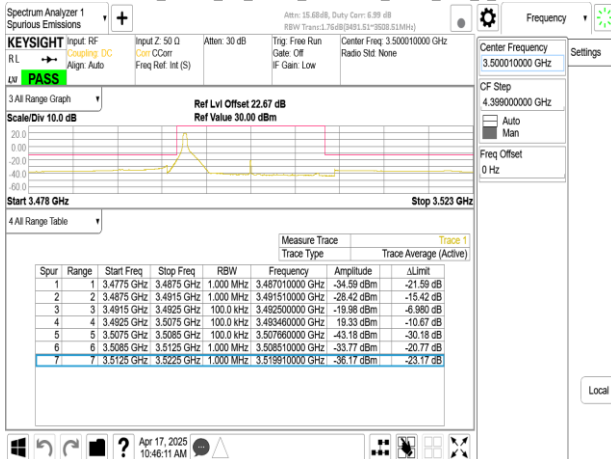 Spectrum Analyzer 1
Spurious Emissions
Attn: 15.68dB, Duty Corr: 6.99 dB
RBW Trans:1.76dB(3491.51~3508.51MHz)
Frequency
KEYSIGHT Input: RF Input Z: 50 Ω Atten: 30 dB Trig: Free Run Center Freq: 3.500010000 GHz
RL Coupling: DC Corr CCorr Gate: Off Radio Std: None
Align: Auto Freq Ref: Int (S) IF Gain: Low
LXI PASS
Center Frequency
3.500010000 GHz
Settings
CF Step
4.399000000 GHz
Auto
Man
Freq Offset
0 Hz
3 All Range Graph
Ref Lvl Offset 22.67 dB
Scale/Div 10.0 dB Ref Value 30.00 dBm
20.0
0.00
-20.0
-40.0
-60.0
Start 3.478 GHz Stop 3.523 GHz
4 All Range Table
Measure Trace Trace 1
Trace Type Trace Average (Active)
Spur Range Start Freq Stop Freq RBW Frequency Amplitude ΔLimit
1 1 3.4775 GHz 3.4875 GHz 1.000 MHz 3.487010000 GHz -34.59 dBm -21.59 dB
2 2 3.4875 GHz 3.4915 GHz 1.000 MHz 3.491510000 GHz -28.42 dBm -15.42 dB
3 3 3.4915 GHz 3.4925 GHz 100.0 kHz 3.492500000 GHz -19.98 dBm -6.980 dB
4 4 3.4925 GHz 3.5075 GHz 100.0 kHz 3.493460000 GHz 19.33 dBm -10.67 dB
5 5 3.5075 GHz 3.5085 GHz 100.0 kHz 3.507660000 GHz -43.18 dBm -30.18 dB
6 6 3.5085 GHz 3.5125 GHz 1.000 MHz 3.508510000 GHz -33.77 dBm -20.77 dB
7 7 3.5125 GHz 3.5225 GHz 1.000 MHz 3.519910000 GHz -36.17 dBm -23.17 dB
Local
Apr 17, 2025
10:46:11 AM